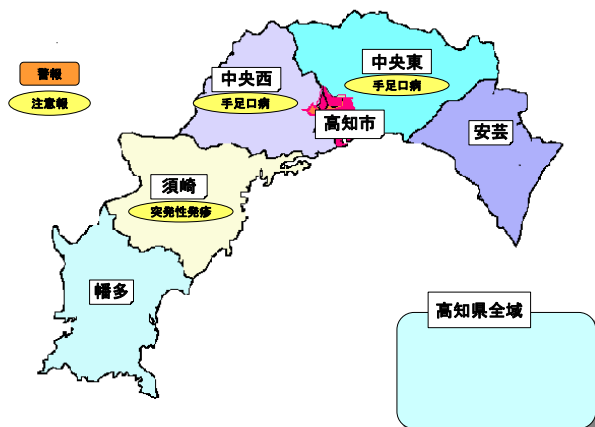 警報
注意報
中央西
手足口病
中央東
手足口病
高知市
安芸
須崎
突発性発疹
幡多
高知県全域